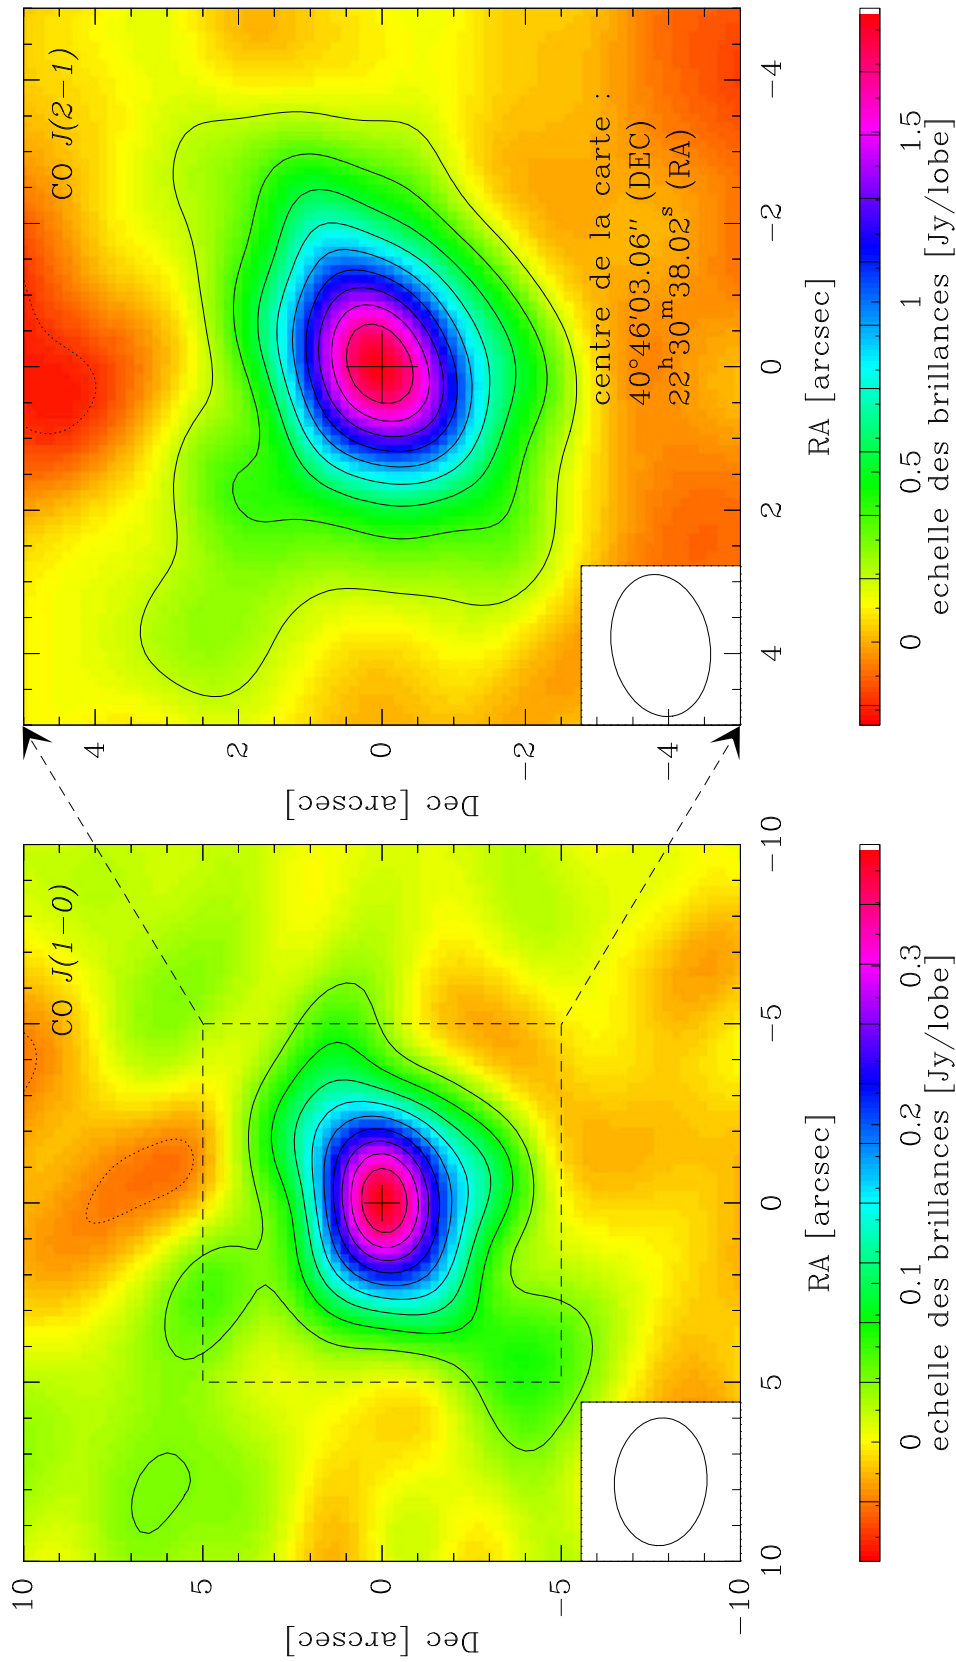 CO J(1−0)
10
5
0
−5
−10
Dec [arcsec]
10 5 0 −5 −10
RA [arcsec]
0 0.1 0.2 0.3
echelle des brillances [Jy/lobe]
CO J(2−1)
4
2
0
−2
−4
Dec [arcsec]
centre de la carte :
40°46'03.06" (DEC)
22h30m38.02s (RA)
4 2 0 −2 −4
RA [arcsec]
0 0.5 1 1.5
echelle des brillances [Jy/lobe]